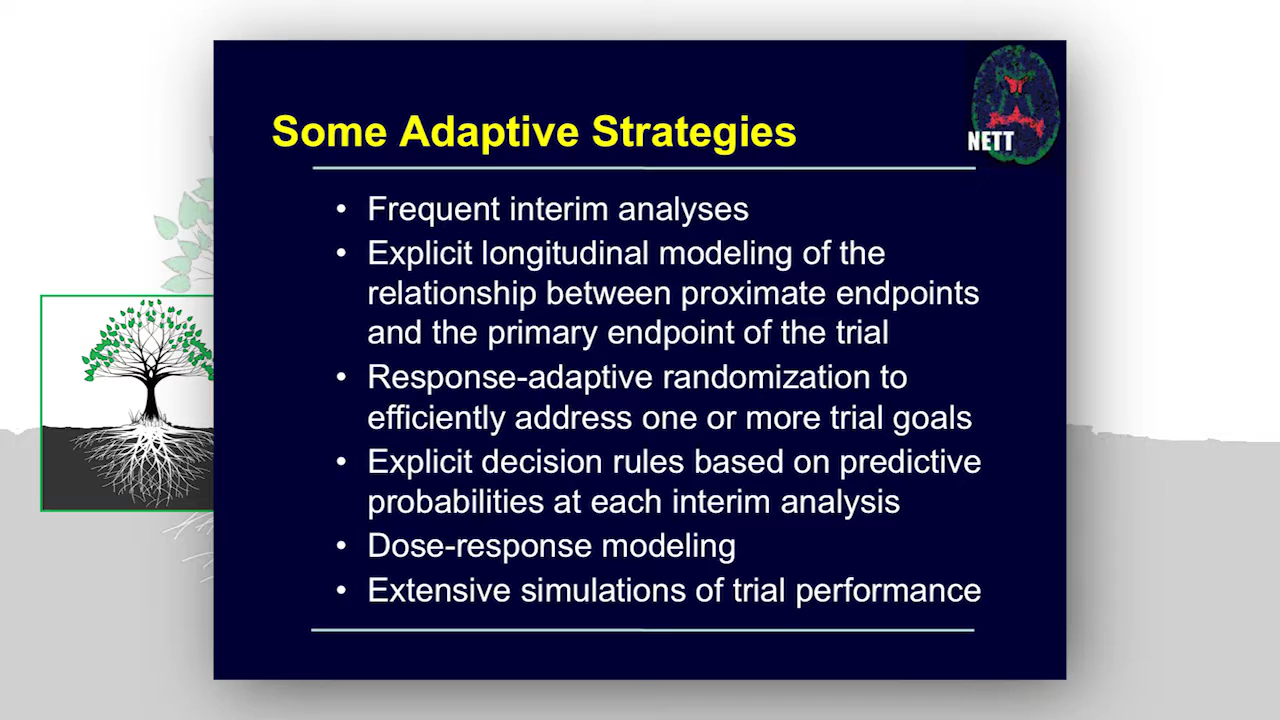 Some Adaptive Strategies
NETT
• Frequent interim analyses
• Explicit longitudinal modeling of the
relationship between proximate endpoints
and the primary endpoint of the trial
• Response-adaptive randomization to
efficiently address one or more trial goals
• Explicit decision rules based on predictive
probabilities at each interim analysis
• Dose-response modeling
• Extensive simulations of trial performance